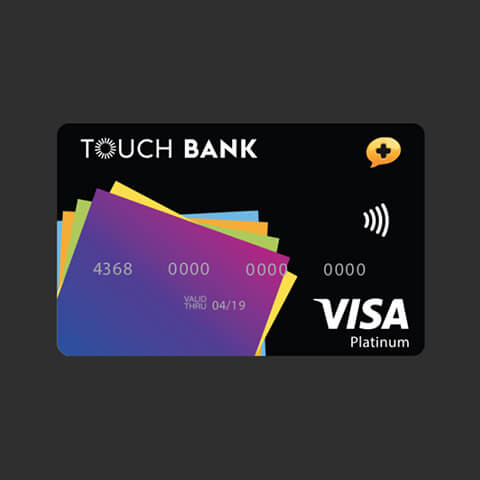 TOUCH BANK
4368 0000 0000 0000
VALID
THRU 04/19
VISA
Platinum